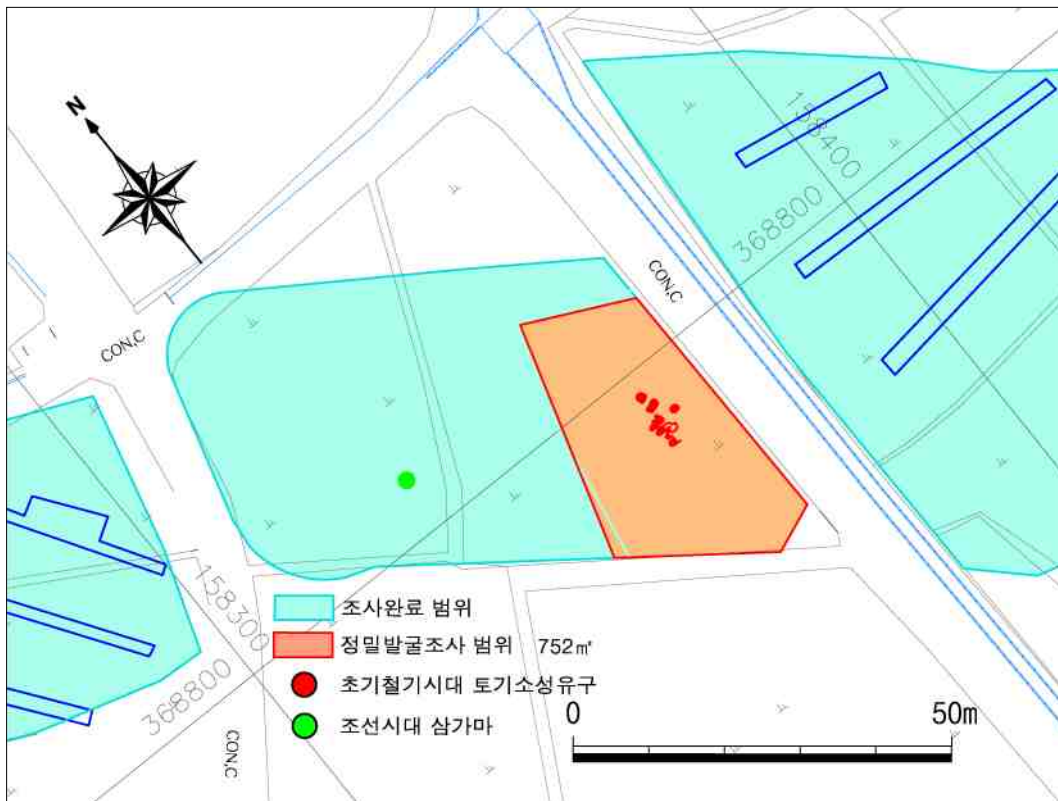 N
158400
368800
CON,C
CON,C
158300
368800
CON,C
조사완료 범위
정밀발굴조사 범위 752㎡
초기철기시대 토기소성유구
조선시대 삼가마
0 50m